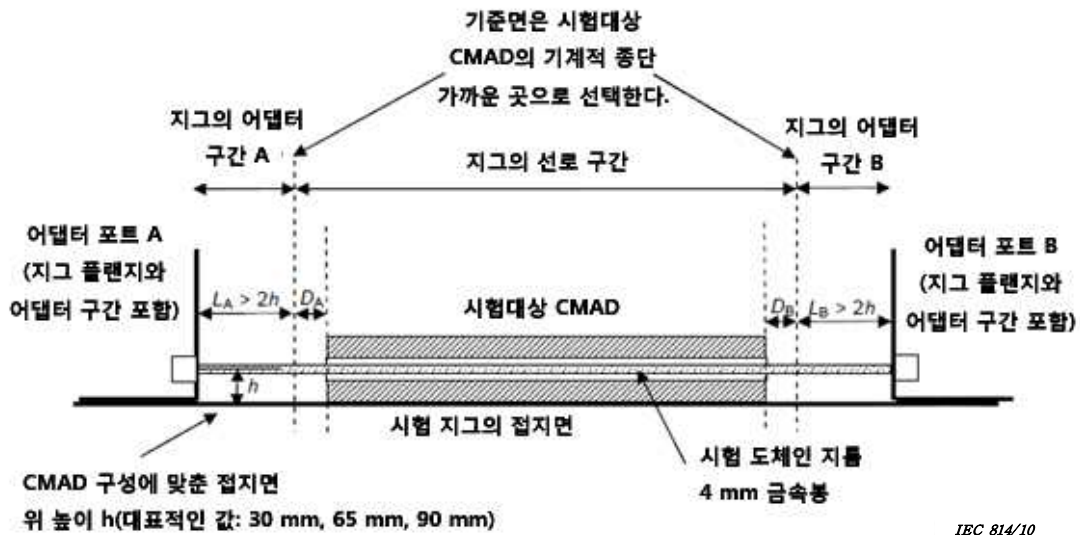 기준면은 시험대상
CMAD의 기계적 종단
가까운 곳으로 선택한다.
지그의 어댑터
구간 A
지그의 선로 구간
지그의 어댑터
구간 B
어댑터 포트 A
(지그 플랜지와
어댑터 구간 포함)
어댑터 포트 B
(지그 플랜지와
어댑터 구간 포함)
LA > 2h
DA
시험대상 CMAD
DB
LB > 2h
h
시험 지그의 접지면
CMAD 구성에 맞춘 접지면
위 높이 h(대표적인 값: 30 mm, 65 mm, 90 mm)
시험 도체인 지름
4 mm 금속봉
IEC 814/10